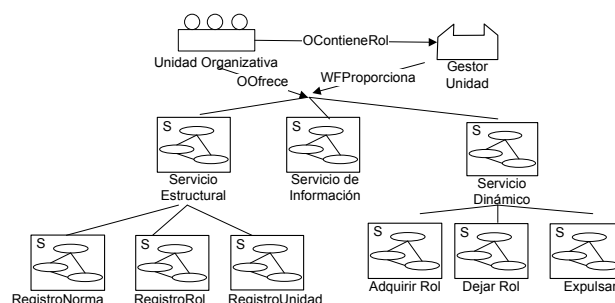 OContieneRol
Unidad Organizativa
Gestor
Unidad
OOfrece
WFProporciona
S
S
S
Servicio
Estructural
Servicio de
Información
Servicio
Dinámico
S
S
S
S
S
S
RegistroNorma
RegistroRol
RegistroUnidad
Adquirir Rol
Dejar Rol
Expulsar